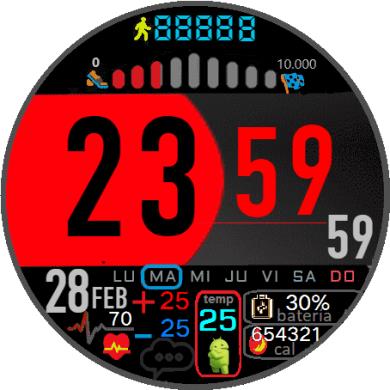 88888
0 10.000
23 59
59
LU MA MI JU VI SA DO
28 FEB
+ 25
- 25
70
temp
25
30%
bateria
654321
cal